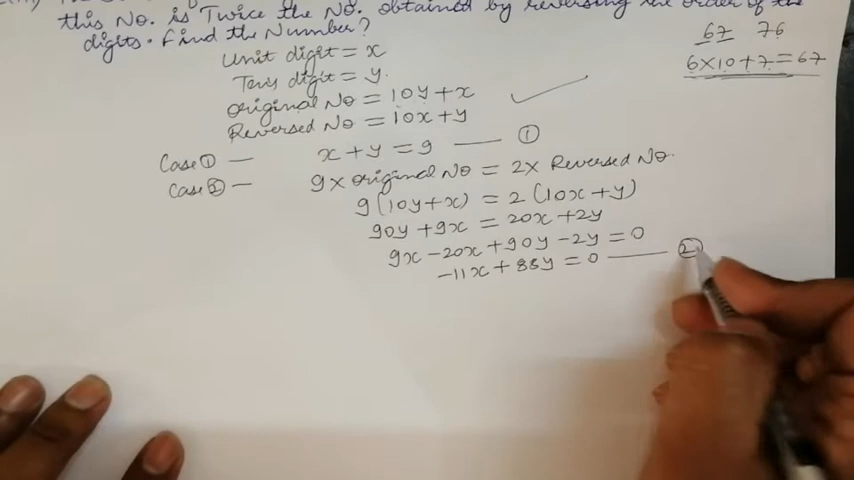 this No. is Twice the No. obtained by reversing the order of the
digits. Find the Number?
67 76
6×10+7=67
Unit digit = x
Tens digit = y.
Original No = 10y+x
Reversed No = 10x+y
Case ① — x+y=9 — ①
Case ② — 9× Original No = 2× Reversed No.
9(10y+x) = 2(10x+y)
90y+9x = 20x+2y
9x-20x+90y-2y=0
-11x+88y=0 — ②